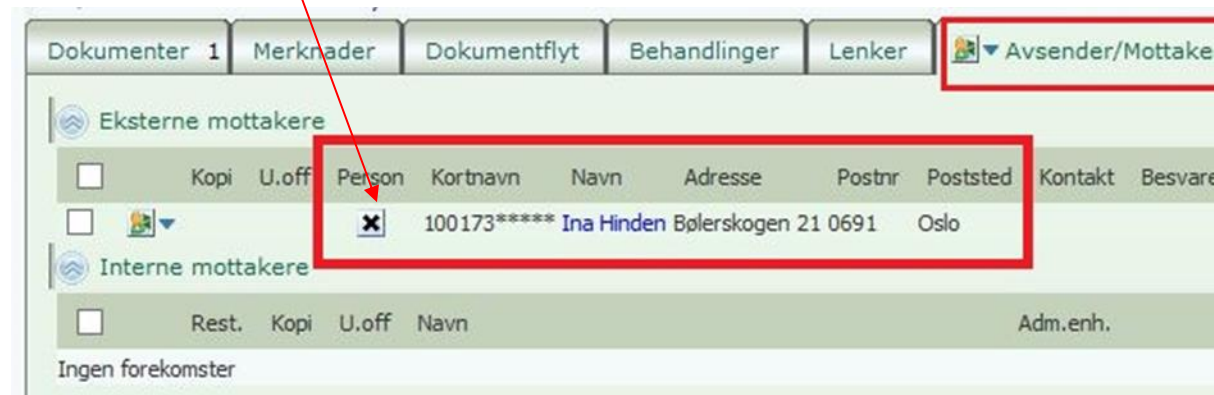 Dokumenter 1 Merknader Dokumentflyt Behandlinger Lenker Avsender/Mottake
Eksterne mottakere
Kopi U.off Person Kortnavn Navn Adresse Postnr Poststed Kontakt Besvare
100173***** Ina Hinden Bølerskogen 21 0691 Oslo
Interne mottakere
Rest. Kopi U.off Navn Adm.enh.
Ingen forekomster